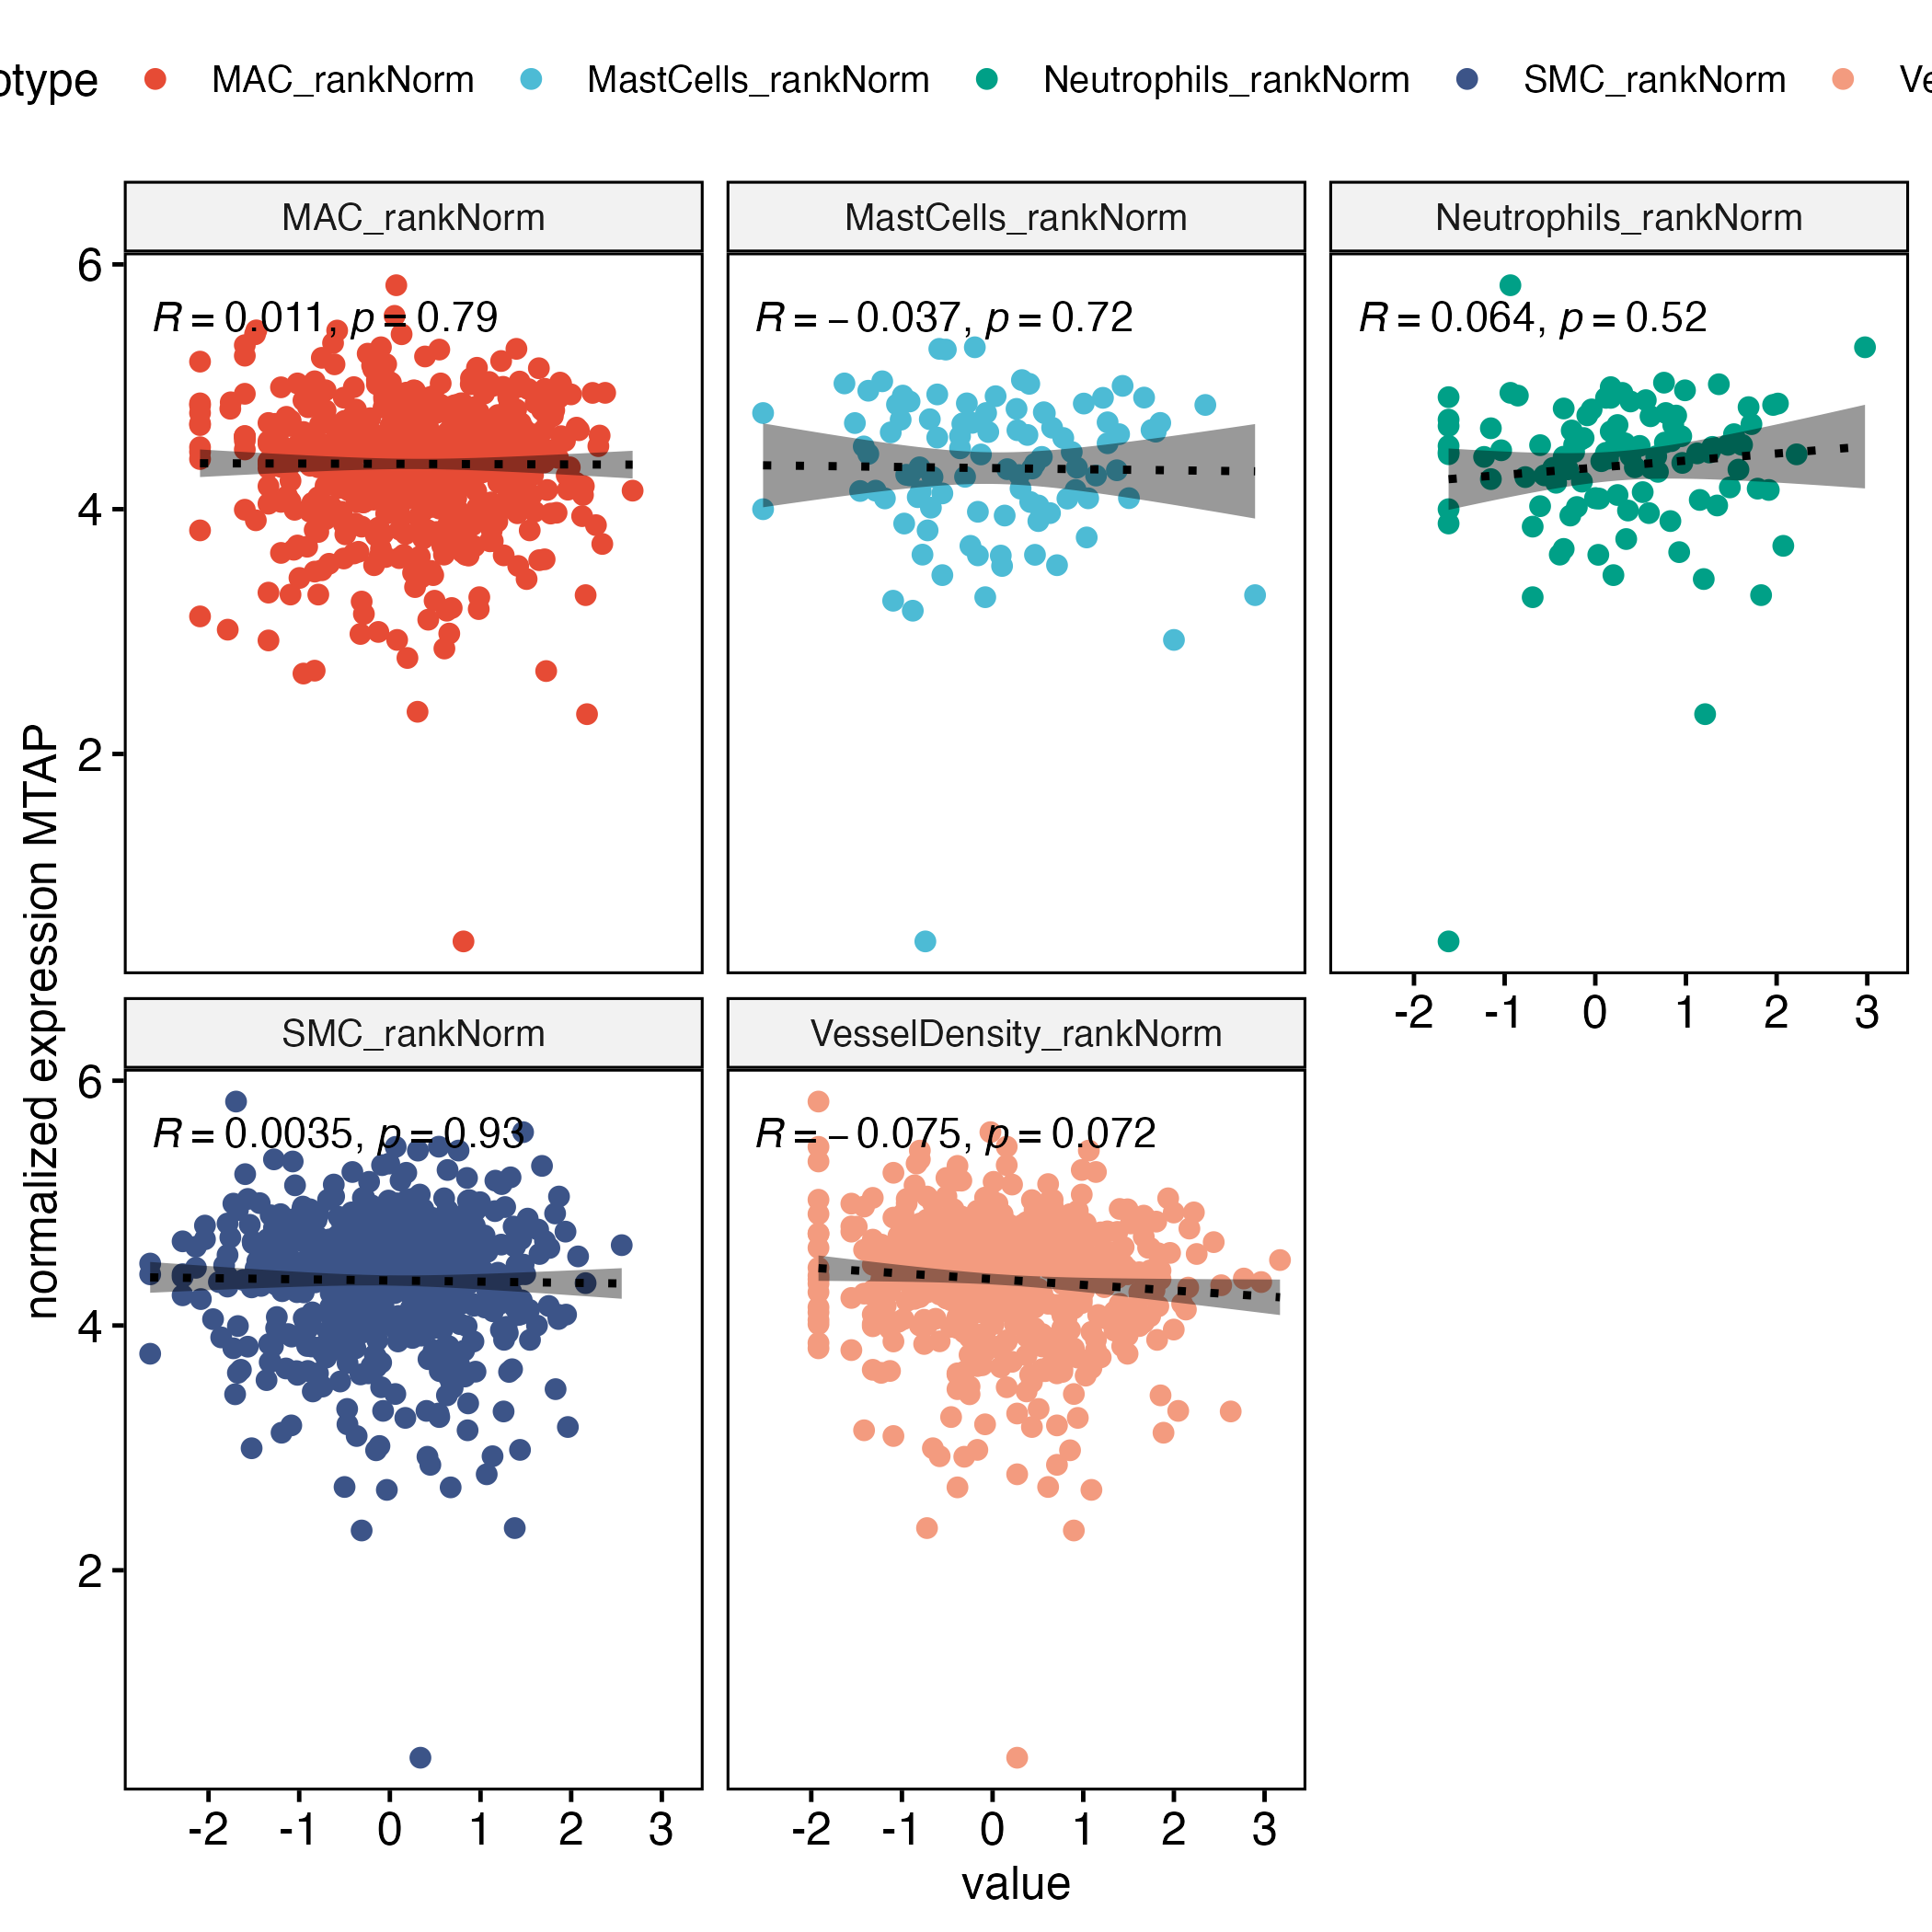 otype MAC_rankNorm MastCells_rankNorm Neutrophils_rankNorm SMC_rankNorm Ve
MAC_rankNorm MastCells_rankNorm Neutrophils_rankNorm
R = 0.011, p = 0.79
R = − 0.037, p = 0.72
R = 0.064, p = 0.52
6
4
2
-2 -1 0 1 2 3
normalized expression MTAP
SMC_rankNorm VesselDensity_rankNorm
R = 0.0035, p = 0.93
R = − 0.075, p = 0.072
6
4
2
-2 -1 0 1 2 3
-2 -1 0 1 2 3
value